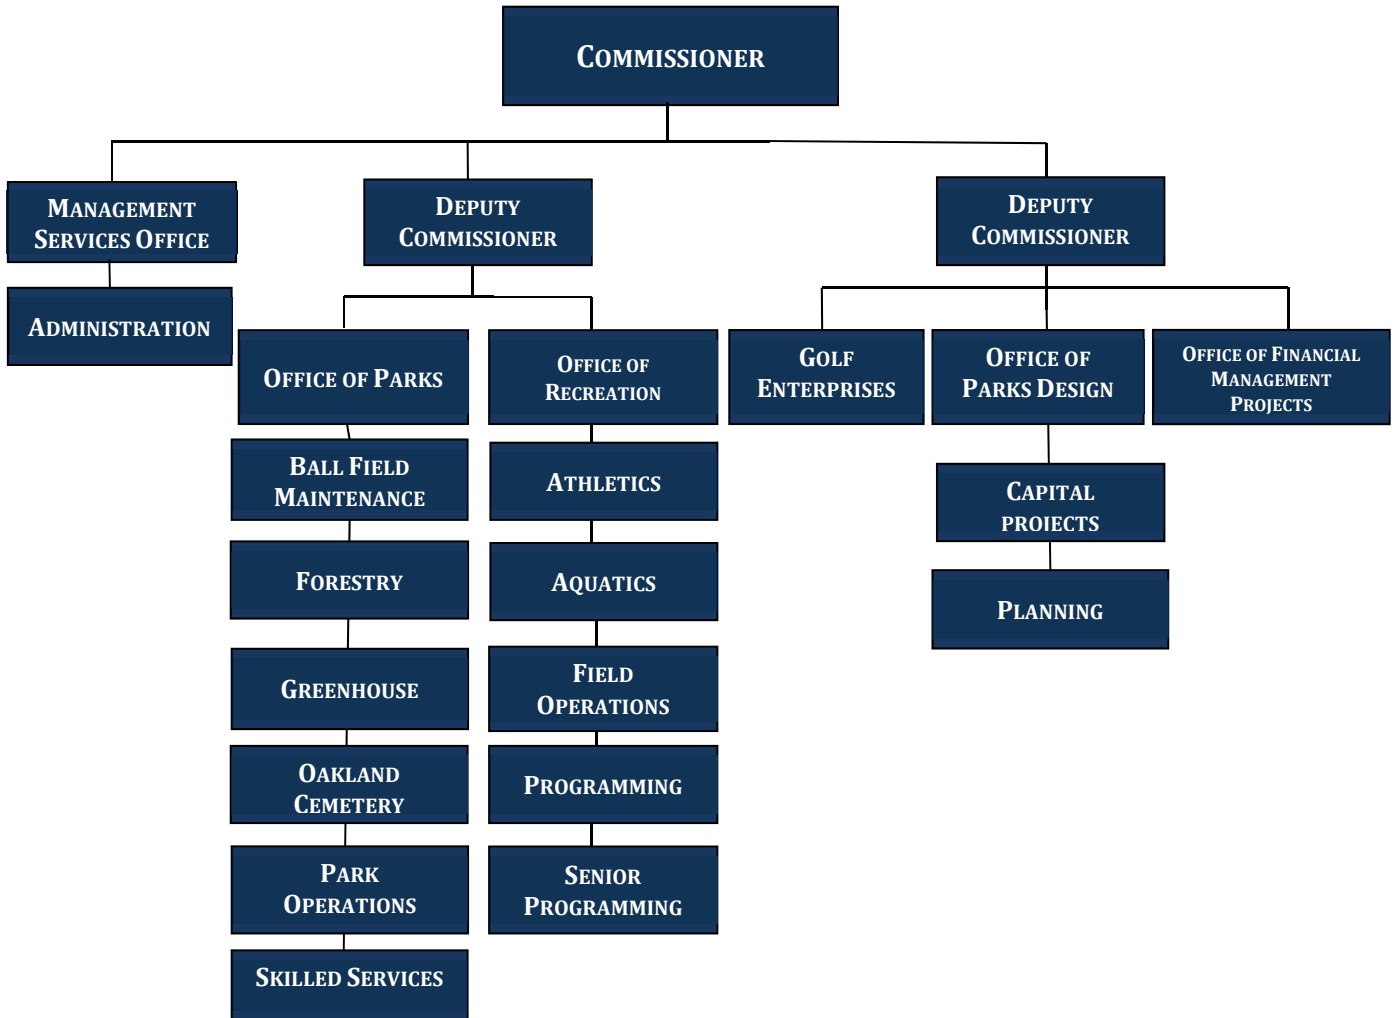 COMMISSIONER
MANAGEMENT
SERVICES OFFICE
DEPUTY
COMMISSIONER
DEPUTY
COMMISSIONER
ADMINISTRATION
OFFICE OF PARKS
OFFICE OF
RECREATION
GOLF
ENTERPRISES
OFFICE OF
PARKS DESIGN
OFFICE OF FINANCIAL
MANAGEMENT
PROJECTS
BALL FIELD
MAINTENANCE
ATHLETICS
CAPITAL
PROJECTS
FORESTRY
AQUATICS
PLANNING
GREENHOUSE
FIELD
OPERATIONS
OAKLAND
CEMETERY
PROGRAMMING
PARK
OPERATIONS
SENIOR
PROGRAMMING
SKILLED SERVICES